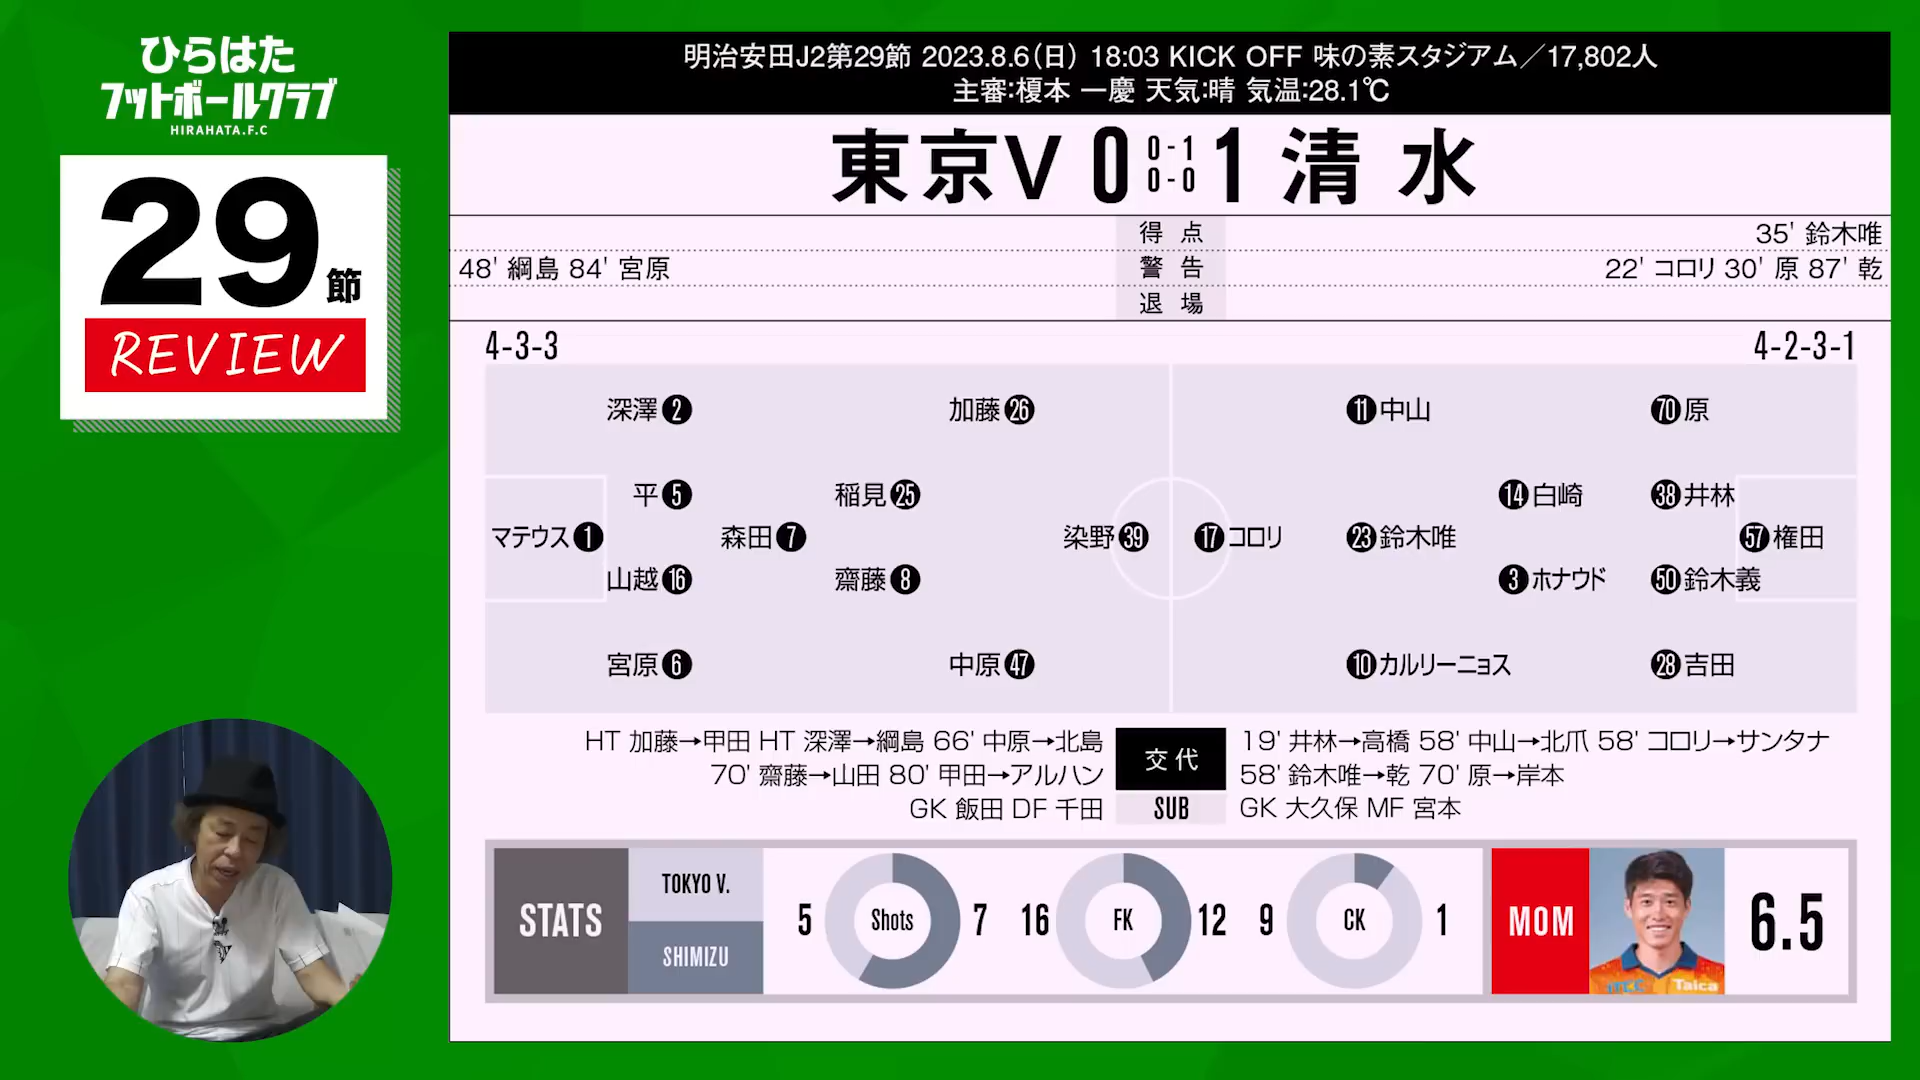 ひらはた
フットボールクラブ
HIRAHATA.F.C
29節
REVIEW
明治安田J2第29節 2023.8.6(日) 18:03 KICK OFF 味の素スタジアム/17,802人
主審:榎本 一慶 天気:晴 気温:28.1℃
東京V 0 0-1 1 清水
0-0
得点 35' 鈴木唯
48' 綱島 84' 宮原 警告 22' コロリ 30' 原 87' 乾
退場
4-3-3 4-2-3-1
深澤 2 加藤 26 11 中山 70 原
平 5 稲見 25 14 白崎 38 井林
マテウス 1 森田 7 染野 39 17 コロリ 23 鈴木唯 57 権田
山越 16 齋藤 8 3 ホナウド 50 鈴木義
宮原 6 中原 47 10 カルリーニョス 28 吉田
HT 加藤→甲田 HT 深澤→綱島 66' 中原→北島
70' 齋藤→山田 80' 甲田→アルハン
交代
19' 井林→高橋 58' 中山→北爪 58' コロリ→サンタナ
58' 鈴木唯→乾 70' 原→岸本
GK 飯田 DF 千田 SUB GK 大久保 MF 宮本
STATS
TOKYO V.
SHIMIZU
5 Shots 7
16 FK 12
9 CK 1
MOM
Taica
6.5